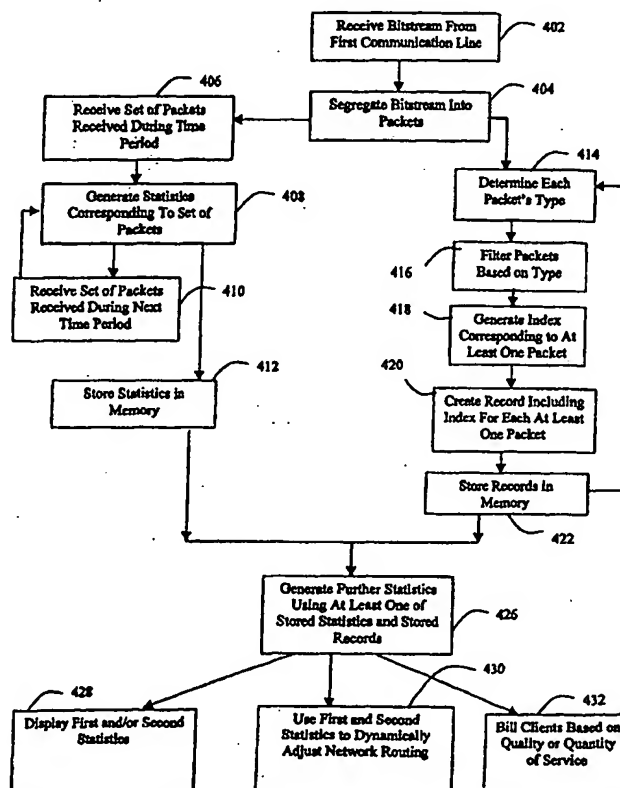 Receive Bitstream From
First Communication Line
402
406
Segregate Bitstream Into
Packets
404
Receive Set of Packets
Received During Time
Period
414
Determine Each
Packet's Type
Generate Statistics
Corresponding To Set of
Packets
408
416
Filter Packets
Based on Type
Receive Set of Packets
Received During Next
Time Period
410
418
Generate Index
Corresponding to At
Least One Packet
412
Store Statistics in
Memory
420
Create Record Including
Index For Each At Least
One Packet
Store Records in
Memory
422
Generate Further Statistics
Using At Least One of
Stored Statistics and Stored
Records
426
428
Display First and/or Second
Statistics
430
Use First and Second
Statistics to Dynamically
Adjust Network Routing
432
Bill Clients Based on
Quality or Quantity
of Service